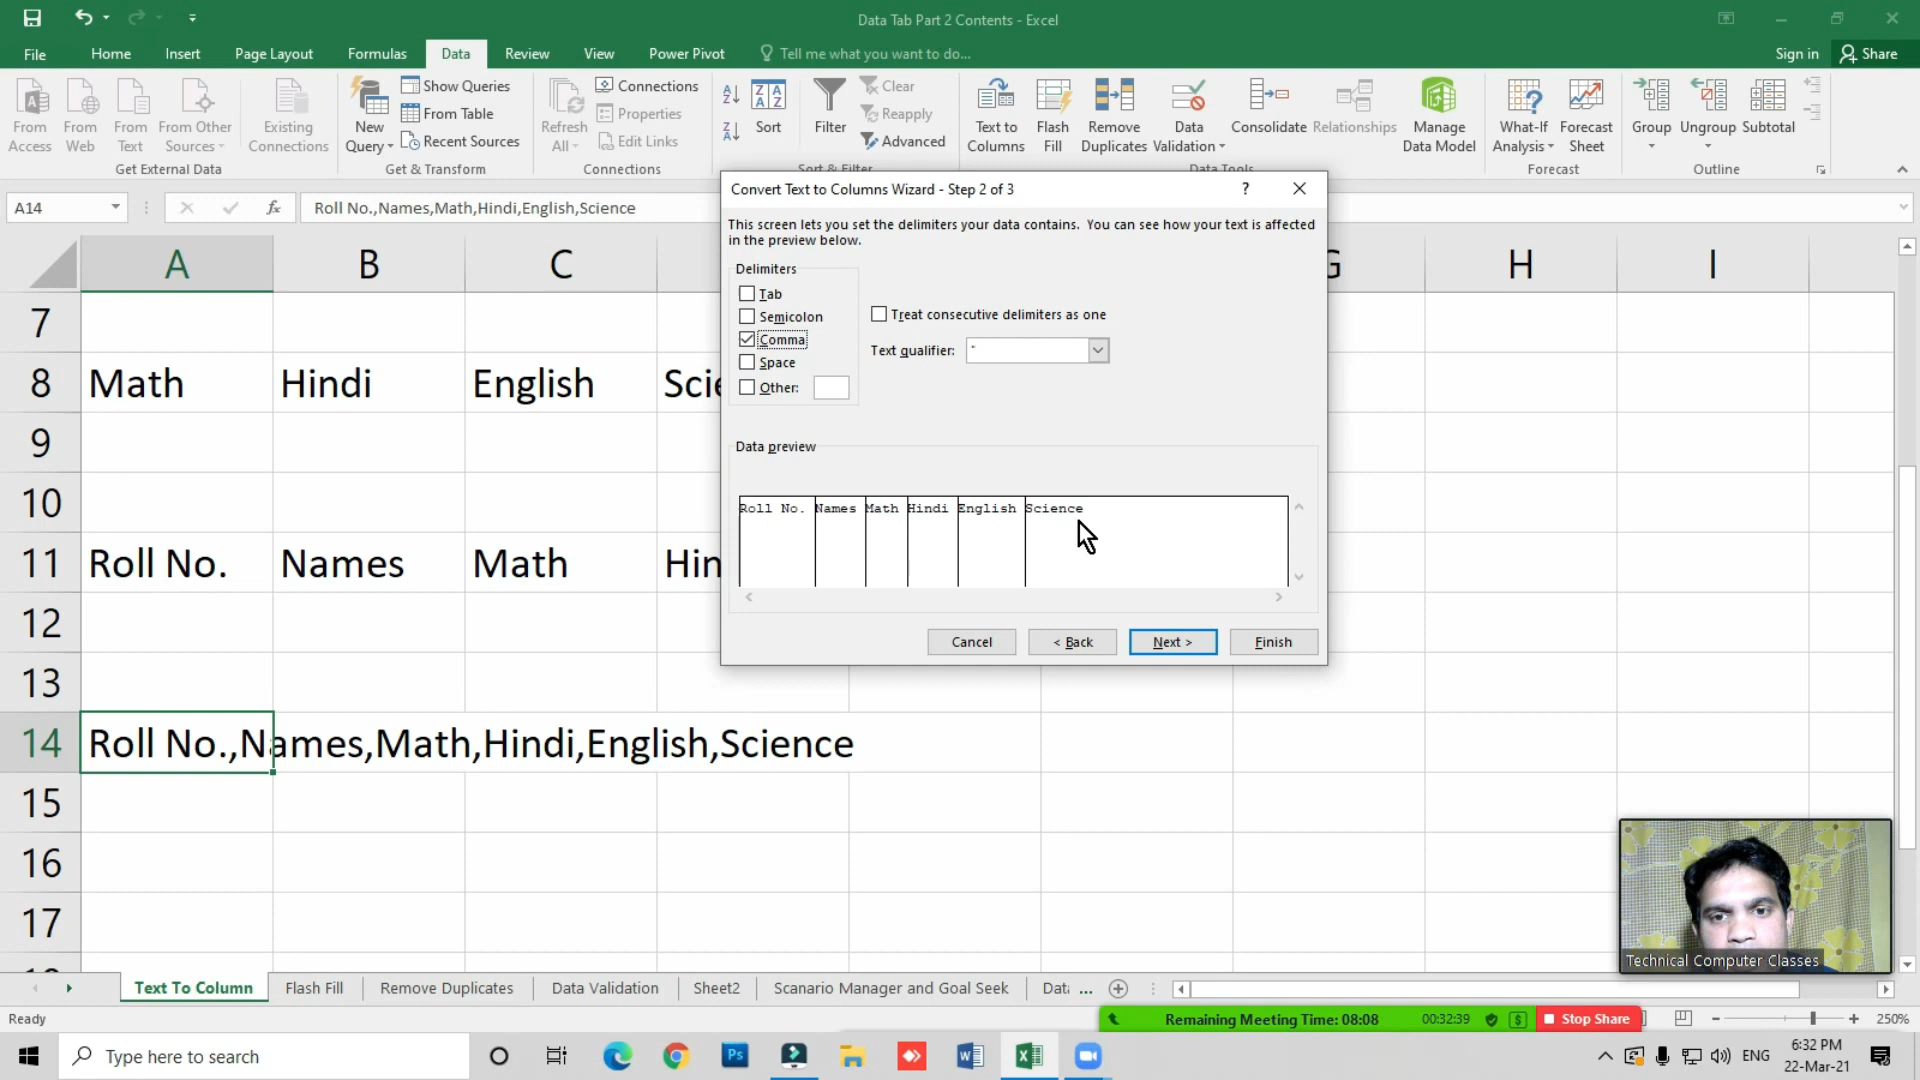 Data Tab Part 2 Contents - Excel
File Home Insert Page Layout Formulas Data Review View Power Pivot Tell me what you want to do... Sign in Share
From Access
From Web
From Text
From Other Sources
Existing Connections
Get External Data
New Query
Show Queries
From Table
Recent Sources
Get & Transform
Refresh All
Connections
Properties
Edit Links
Connections
Sort
Filter
Clear
Reapply
Advanced
Sort & Filter
Text to Columns
Flash Fill
Remove Duplicates
Data Validation
Consolidate
Relationships
Manage Data Model
Data Tools
What-If Analysis
Forecast Sheet
Forecast
Group
Ungroup
Subtotal
Outline
A14
fx
Roll No.,Names,Math,Hindi,English,Science
Convert Text to Columns Wizard - Step 2 of 3
?
This screen lets you set the delimiters your data contains. You can see how your text is affected
in the preview below.
Delimiters
Tab
Semicolon
Comma
Space
Other:
Treat consecutive delimiters as one
Text qualifier: "
Data preview
Roll No. Names Math Hindi English Science
Cancel < Back Next > Finish
A B C G H I
7
8 Math Hindi English Scie
9
10
11 Roll No. Names Math Hin
12
13
14 Roll No.,Names,Math,Hindi,English,Science
15
16
17
Technical Computer Classes
Text To Column Flash Fill Remove Duplicates Data Validation Sheet2 Scanario Manager and Goal Seek Data ...
Ready
Remaining Meeting Time: 08:08 00:32:39 Stop Share
250%
Type here to search
ENG
6:32 PM
22-Mar-21